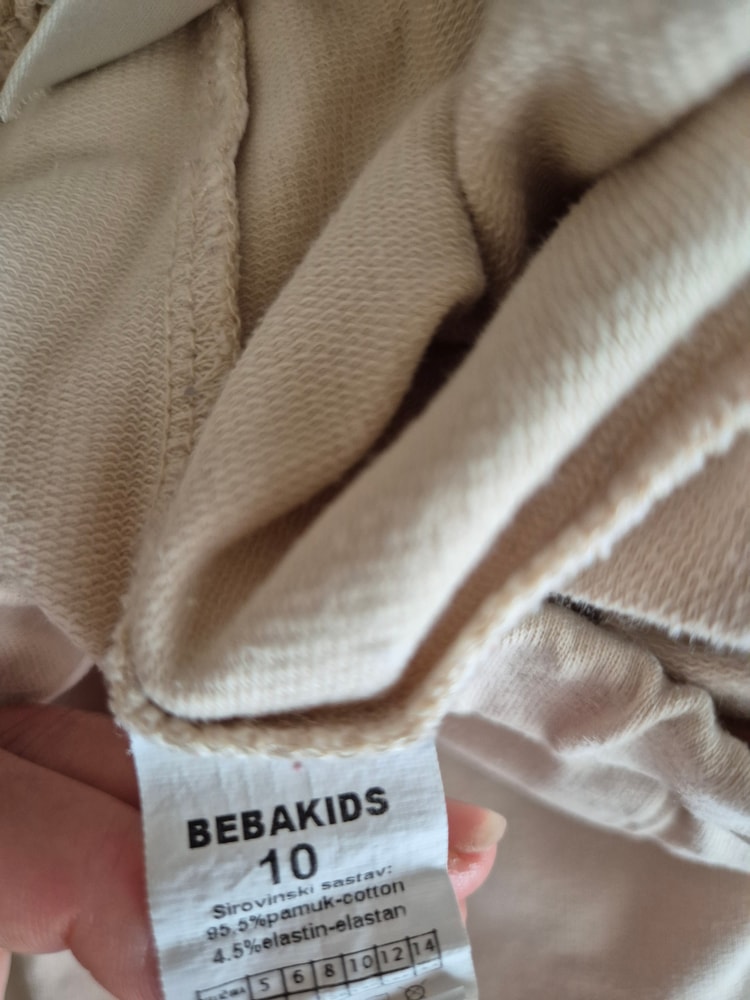 BEBAKIDS
10
Sirovinski sastav:
95.5%pamuk-cotton
4.5%elastin-elastan
5 6 8 10 12 14